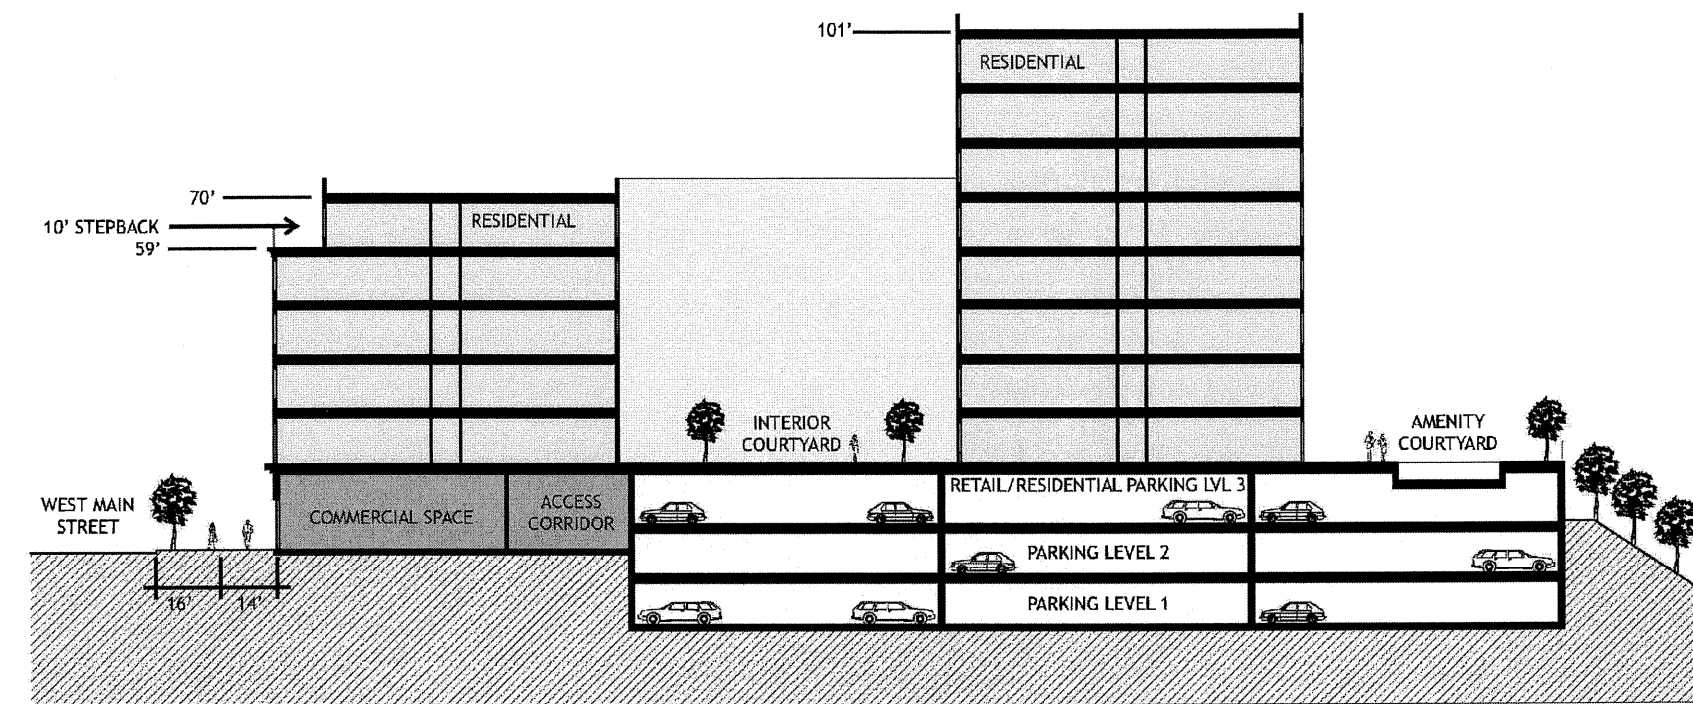 101'
RESIDENTIAL
70'
RESIDENTIAL
10' STEPBACK
59'
INTERIOR
COURTYARD
AMENITY
COURTYARD
WEST MAIN
STREET
COMMERCIAL SPACE
ACCESS
CORRIDOR
RETAIL/RESIDENTIAL PARKING LVL 3
PARKING LEVEL 2
PARKING LEVEL 1
16'
14'